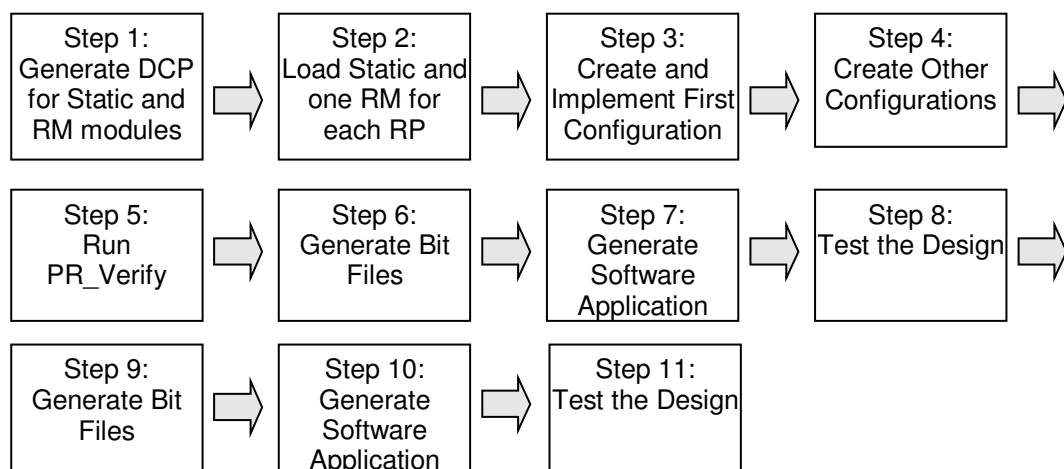 Step 1:
Generate DCP
for Static and
RM modules
Step 2:
Load Static and
one RM for
each RP
Step 3:
Create and
Implement First
Configuration
Step 4:
Create Other
Configurations
Step 5:
Run
PR_Verify
Step 6:
Generate Bit
Files
Step 7:
Generate
Software
Application
Step 8:
Test the Design
Step 9:
Generate Bit
Files
Step 10:
Generate
Software
Application
Step 11:
Test the Design